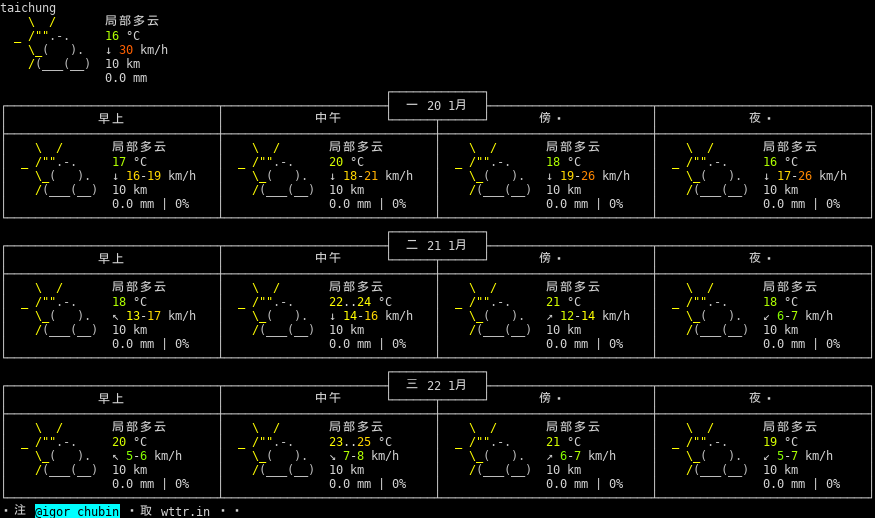 taichung
局部多云
16 °C
↓ 30 km/h
10 km
0.0 mm
一 20 1月
早上 中午 傍 夜
局部多云 局部多云 局部多云 局部多云
17 °C 20 °C 18 °C 16 °C
↓ 16-19 km/h ↓ 18-21 km/h ↓ 19-26 km/h ↓ 17-26 km/h
10 km 10 km 10 km 10 km
0.0 mm | 0% 0.0 mm | 0% 0.0 mm | 0% 0.0 mm | 0%
二 21 1月
早上 中午 傍 夜
局部多云 局部多云 局部多云 局部多云
18 °C 22..24 °C 21 °C 18 °C
↖ 13-17 km/h ↓ 14-16 km/h ↗ 12-14 km/h ↙ 6-7 km/h
10 km 10 km 10 km 10 km
0.0 mm | 0% 0.0 mm | 0% 0.0 mm | 0% 0.0 mm | 0%
三 22 1月
早上 中午 傍 夜
局部多云 局部多云 局部多云 局部多云
20 °C 23..25 °C 21 °C 19 °C
↖ 5-6 km/h ↘ 7-8 km/h ↗ 6-7 km/h ↙ 5-7 km/h
10 km 10 km 10 km 10 km
0.0 mm | 0% 0.0 mm | 0% 0.0 mm | 0% 0.0 mm | 0%
注 @igor_chubin 取 wttr.in